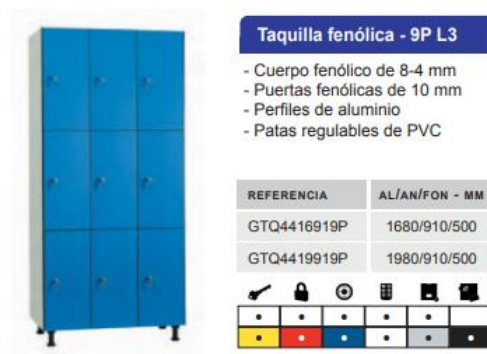 Taquilla fenólica - 9P L3
- Cuerpo fenólico de 8-4 mm
- Puertas fenólicas de 10 mm
- Perfiles de aluminio
- Patas regulables de PVC
REFERENCIA AL/AN/FON - MM
GTQ4416919P 1680/910/500
GTQ4419919P 1980/910/500